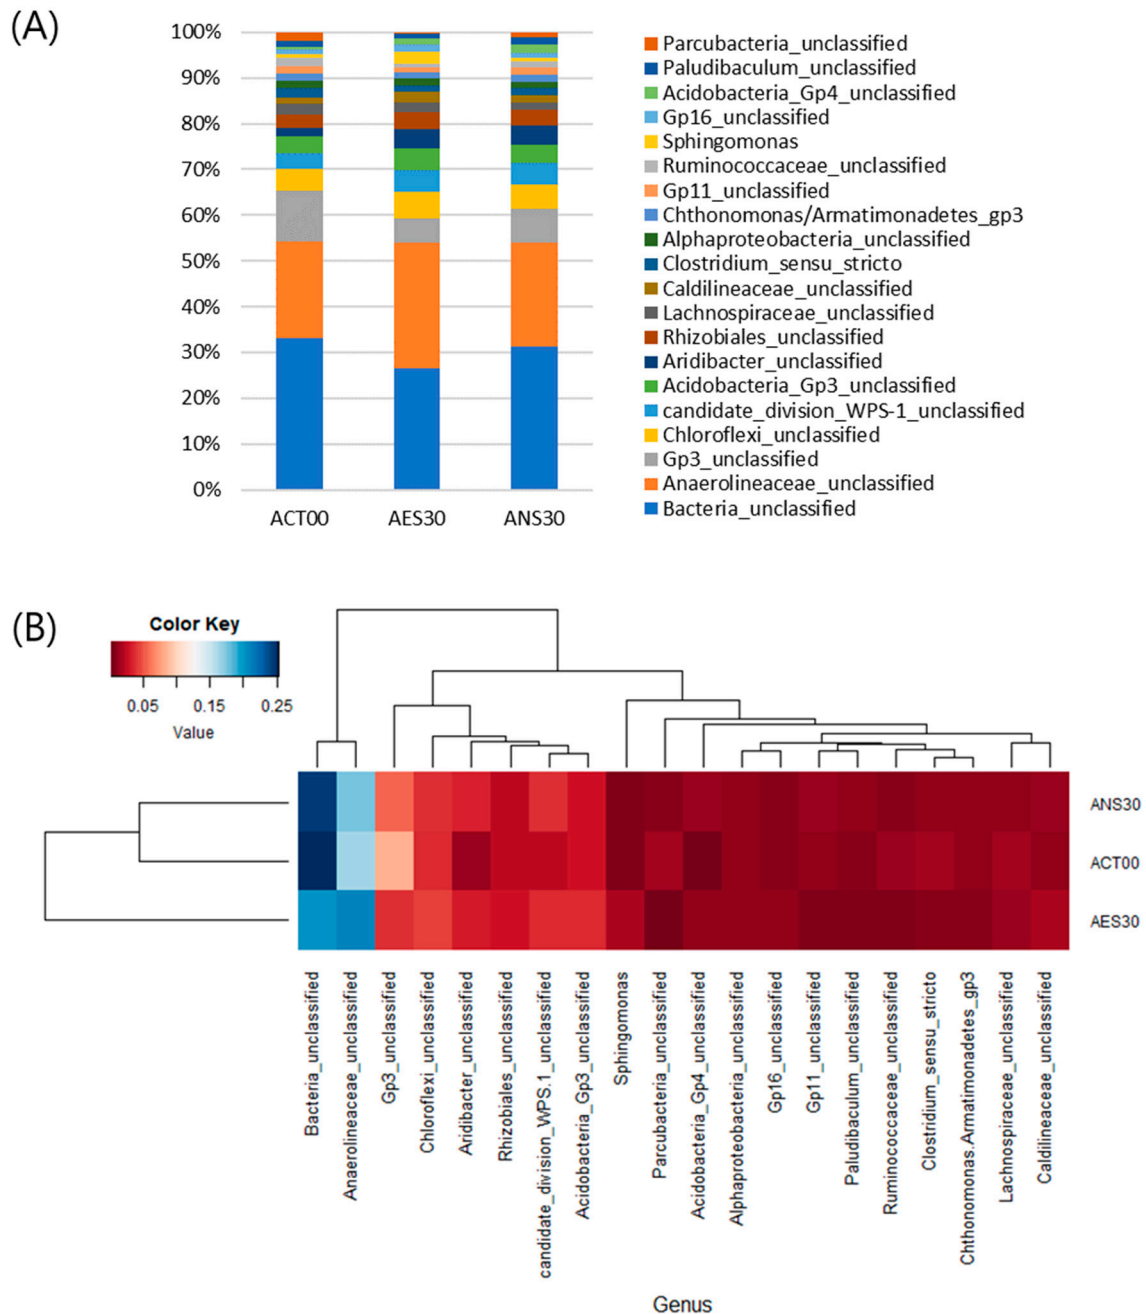 (A)
100%
90%
80%
70%
60%
50%
40%
30%
20%
10%
0%
ACT00
AES30
ANS30
Parcubacteria_unclassified
Paludibaculum_unclassified
Acidobacteria_Gp4_unclassified
Gp16_unclassified
Sphingomonas
Ruminococcaceae_unclassified
Gp11_unclassified
Chthonomonas/Armatimonadetes_gp3
Alphaproteobacteria_unclassified
Clostridium_sensu_stricto
Caldilineaceae_unclassified
Lachnospiraceae_unclassified
Rhizobiales_unclassified
Aridibacter_unclassified
Acidobacteria_Gp3_unclassified
candidate_division_WPS-1_unclassified
Chloroflexi_unclassified
Gp3_unclassified
Anaerolineaceae_unclassified
Bacteria_unclassified
(B)
Color Key
0.05 0.15 0.25
Value
ANS30
ACT00
AES30
Bacteria_unclassified
Anaerolineaceae_unclassified
Gp3_unclassified
Chloroflexi_unclassified
Aridibacter_unclassified
Rhizobiales_unclassified
candidate_division_WPS.1_unclassified
Acidobacteria_Gp3_unclassified
Sphingomonas
Parcubacteria_unclassified
Acidobacteria_Gp4_unclassified
Alphaproteobacteria_unclassified
Gp16_unclassified
Gp11_unclassified
Paludibaculum_unclassified
Ruminococcaceae_unclassified
Clostridium_sensu_stricto
Chthonomonas.Armatimonadetes_gp3
Lachnospiraceae_unclassified
Caldilineaceae_unclassified
Genus